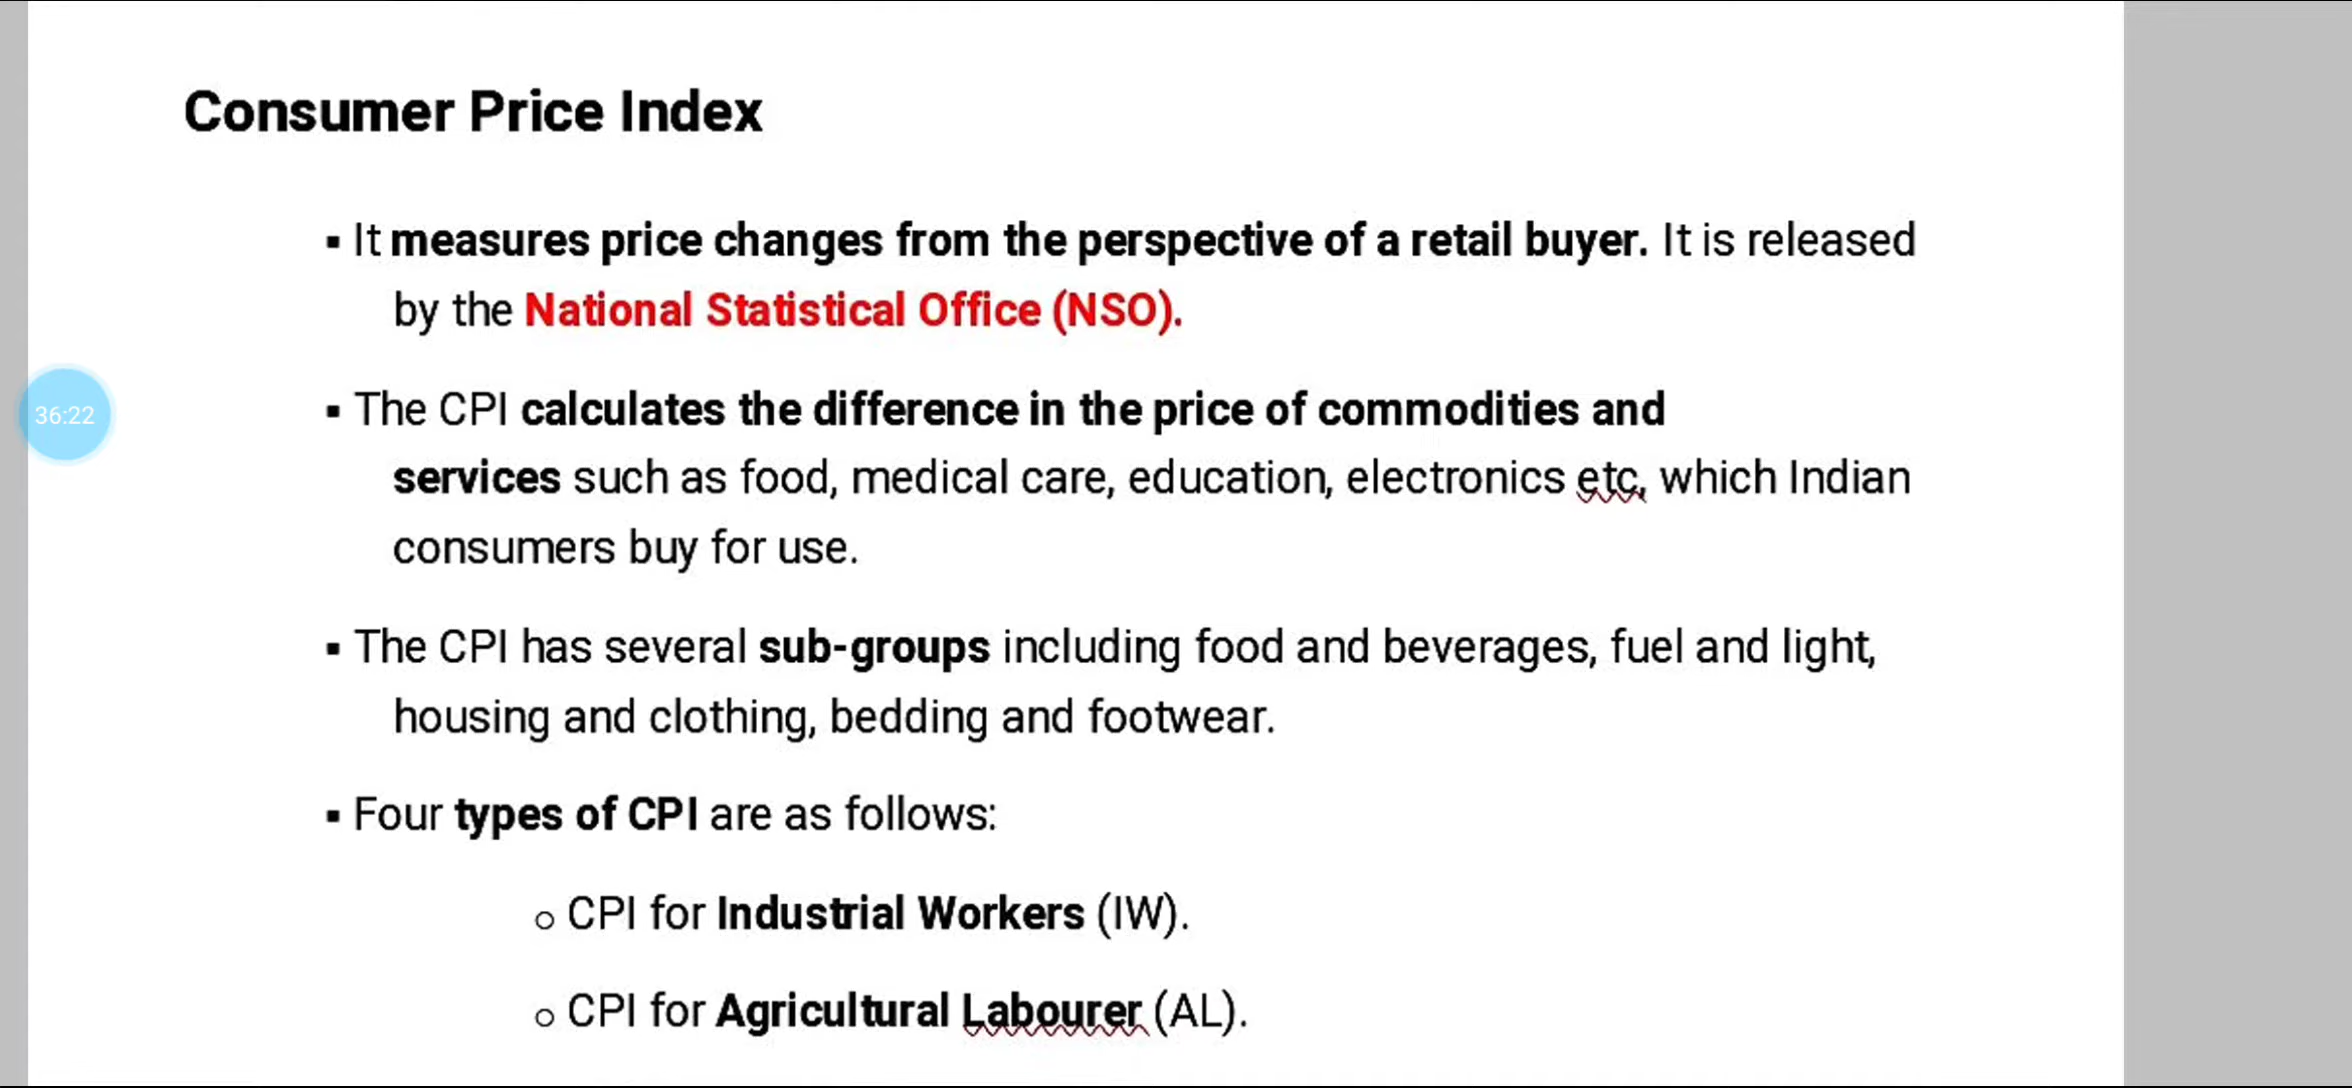 Consumer Price Index
▪ It measures price changes from the perspective of a retail buyer. It is released
by the National Statistical Office (NSO).
36:22
▪ The CPI calculates the difference in the price of commodities and
services such as food, medical care, education, electronics etc, which Indian
consumers buy for use.
▪ The CPI has several sub-groups including food and beverages, fuel and light,
housing and clothing, bedding and footwear.
▪ Four types of CPI are as follows:
o CPI for Industrial Workers (IW).
o CPI for Agricultural Labourer (AL).